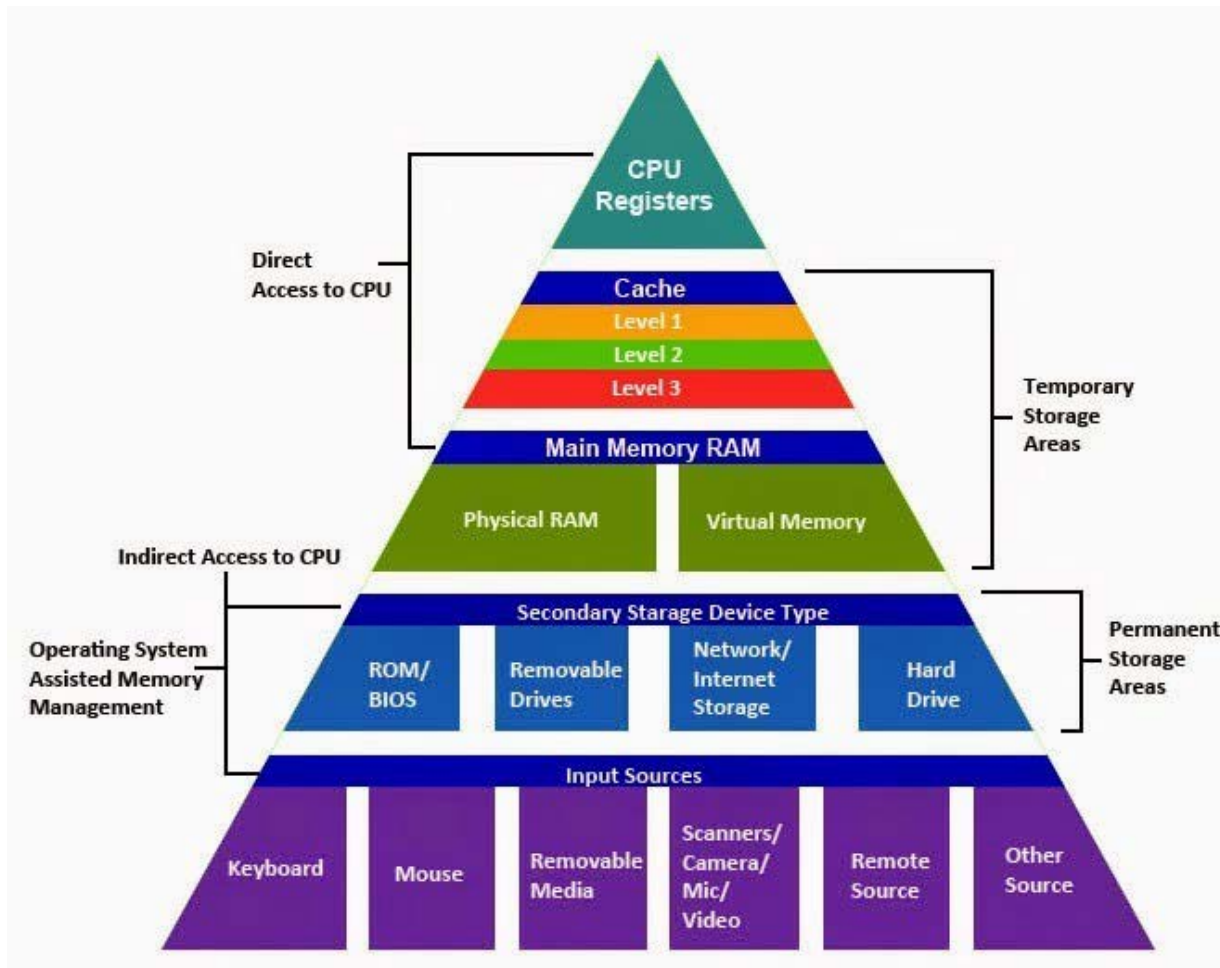 CPU
Registers
Direct
Access to CPU
Cache
Level 1
Level 2
Level 3
Temporary
Storage
Areas
Main Memory RAM
Physical RAM
Virtual Memory
Indirect Access to CPU
Secondary Starage Device Type
Operating System
Assisted Memory
Management
ROM/
BIOS
Removable
Drives
Network/
Internet
Storage
Hard
Drive
Permanent
Storage
Areas
Input Sources
Keyboard
Mouse
Removable
Media
Scanners/
Camera/
Mic/
Video
Remote
Source
Other
Source